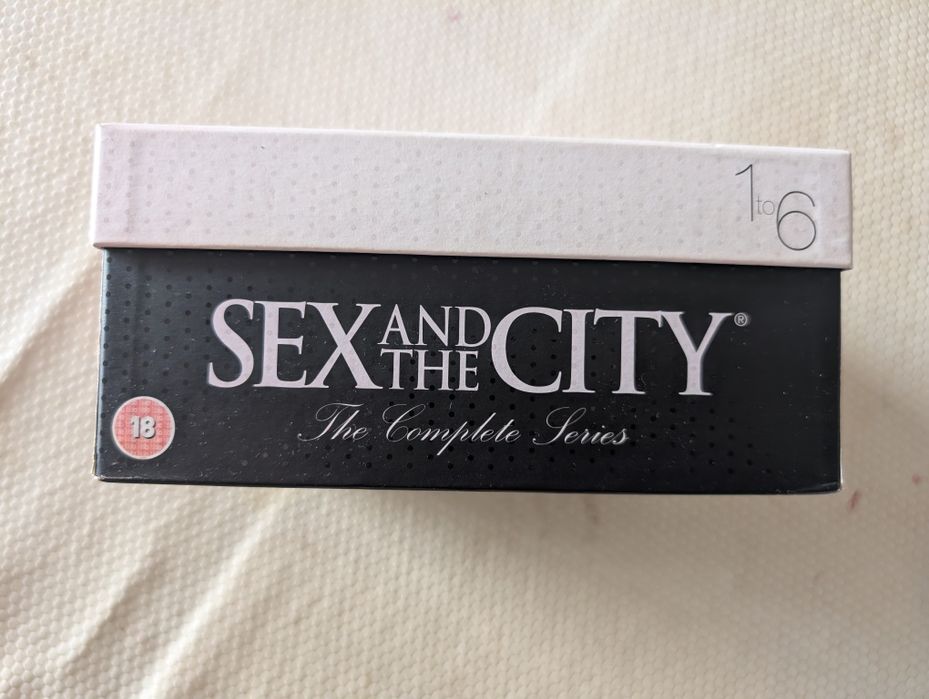 1 to 6
SEX AND THE CITY®
The Complete Series
18